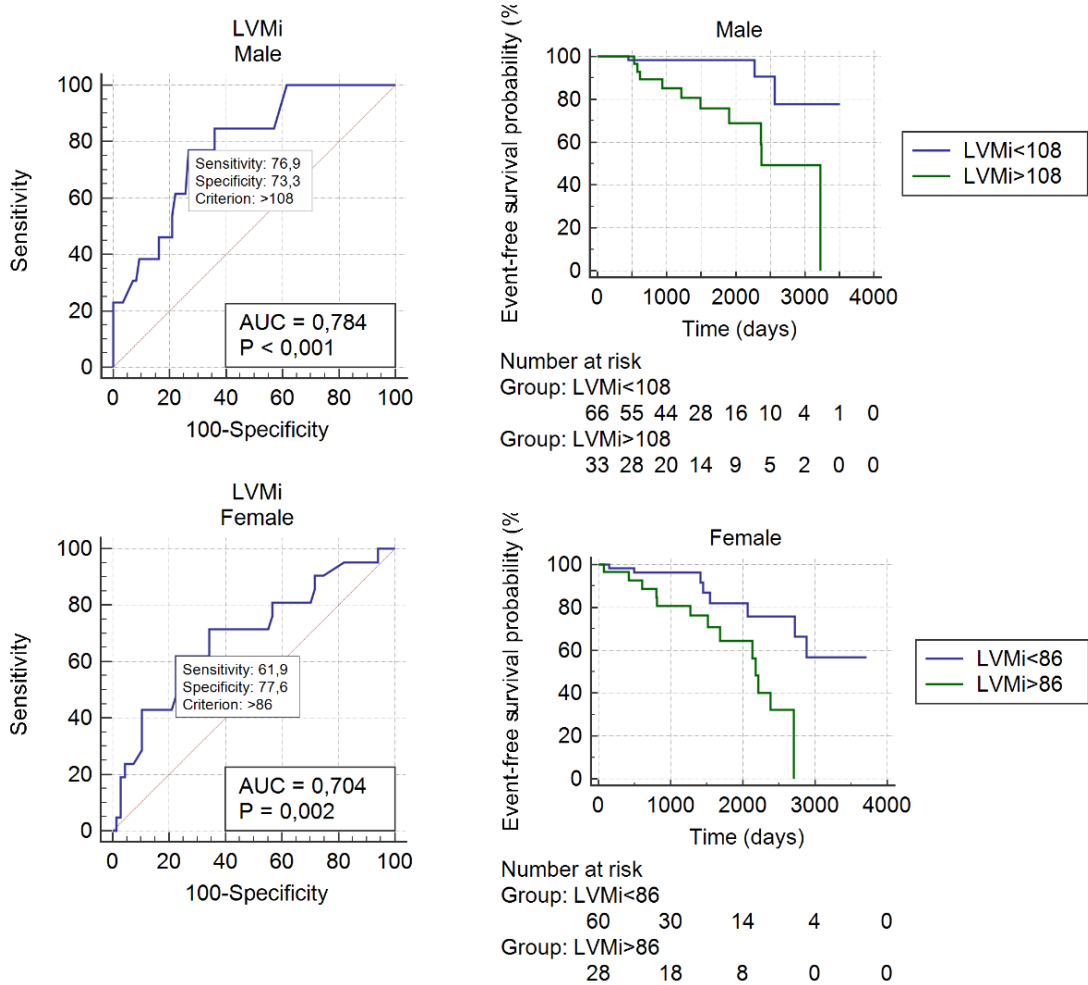 LVMi
Male
Sensitivity
100
80
60
40
20
0
Sensitivity: 76,9
Specificity: 73,3
Criterion: >108
AUC = 0,784
P < 0,001
0 20 40 60 80 100
100-Specificity
Male
Event-free survival probability (%
100
80
60
40
20
0
0 1000 2000 3000 4000
Time (days)
LVMi<108
LVMi>108
Number at risk
Group: LVMi<108
66 55 44 28 16 10 4 1 0
Group: LVMi>108
33 28 20 14 9 5 2 0 0
LVMi
Female
Sensitivity
100
80
60
40
20
0
Sensitivity: 61,9
Specificity: 77,6
Criterion: >86
AUC = 0,704
P = 0,002
0 20 40 60 80 100
100-Specificity
Female
Event-free survival probability (%
100
80
60
40
20
0
0 1000 2000 3000 4000
Time (days)
LVMi<86
LVMi>86
Number at risk
Group: LVMi<86
60 30 14 4 0
Group: LVMi>86
28 18 8 0 0